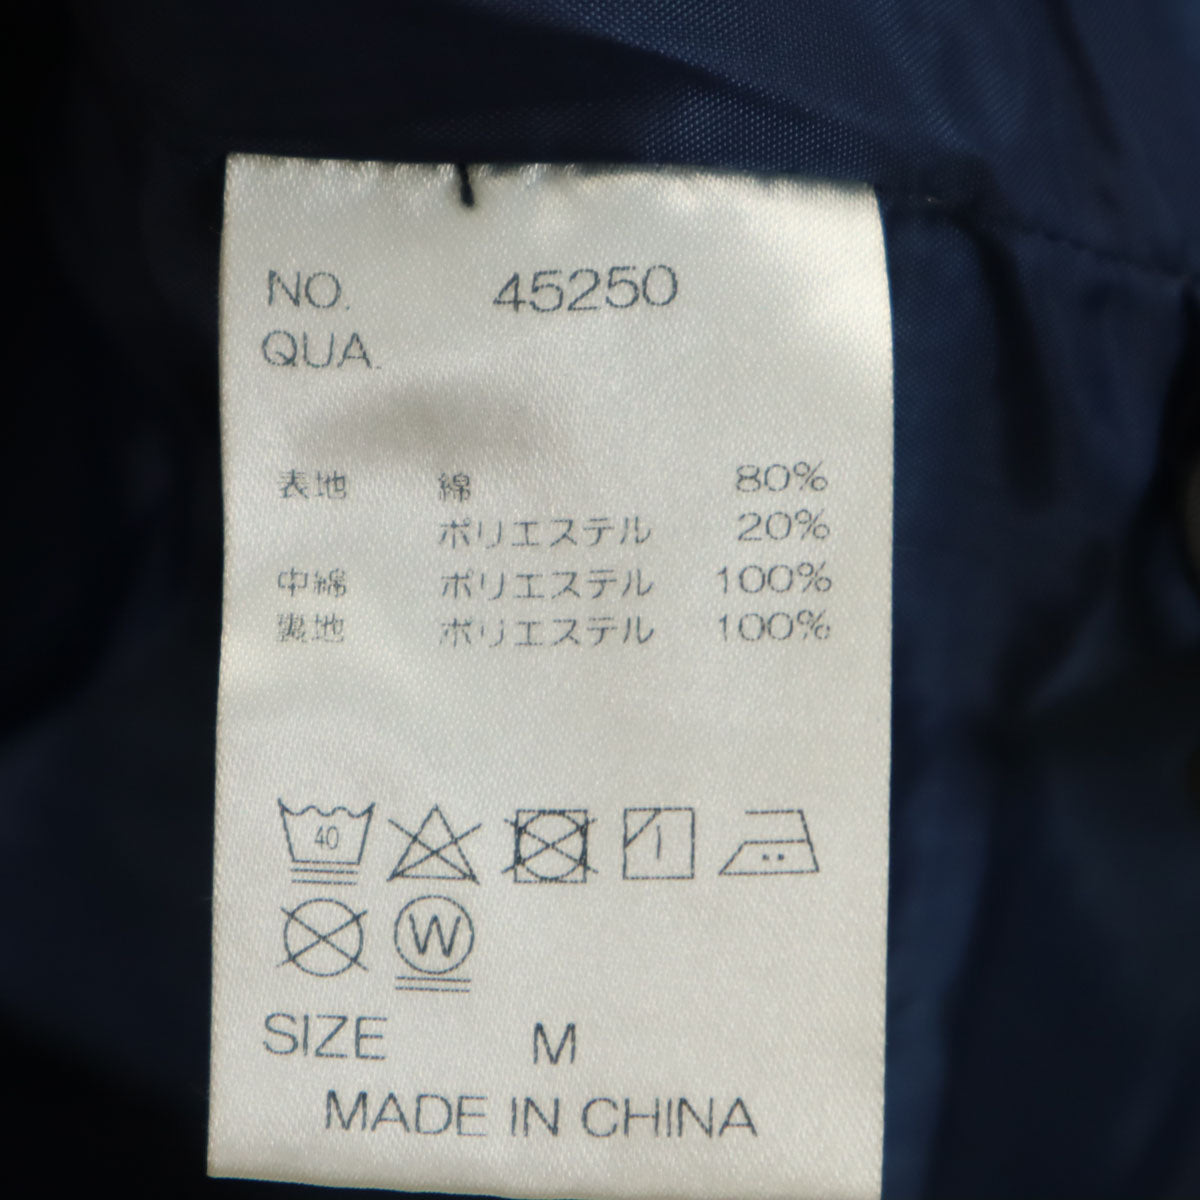 NO. 45250
QUA.
表地 綿 80%
ポリエステル 20%
中綿 ポリエステル 100%
裏地 ポリエステル 100%
40
W
SIZE M
MADE IN CHINA